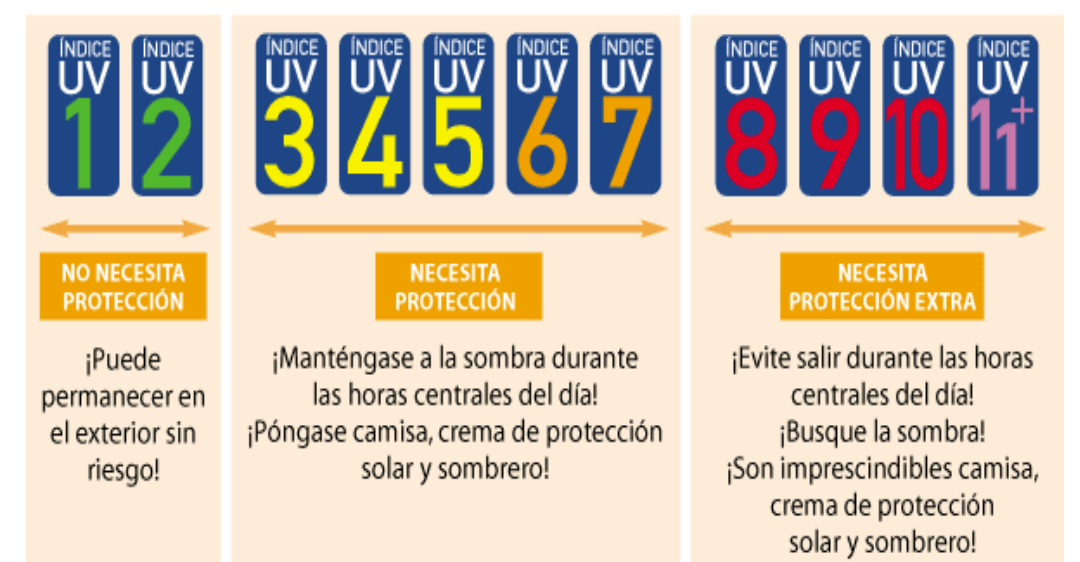 ÍNDICE
UV
1
ÍNDICE
UV
2
NO NECESITA
PROTECCIÓN
¡Puede
permanecer en
el exterior sin
riesgo!
ÍNDICE
UV
3
ÍNDICE
UV
4
ÍNDICE
UV
5
ÍNDICE
UV
6
ÍNDICE
UV
7
NECESITA
PROTECCIÓN
¡Manténgase a la sombra durante
las horas centrales del día!
¡Póngase camisa, crema de protección
solar y sombrero!
ÍNDICE
UV
8
ÍNDICE
UV
9
ÍNDICE
UV
10
ÍNDICE
UV
11+
NECESITA
PROTECCIÓN EXTRA
¡Evite salir durante las horas
centrales del día!
¡Busque la sombra!
¡Son imprescindibles camisa,
crema de protección
solar y sombrero!